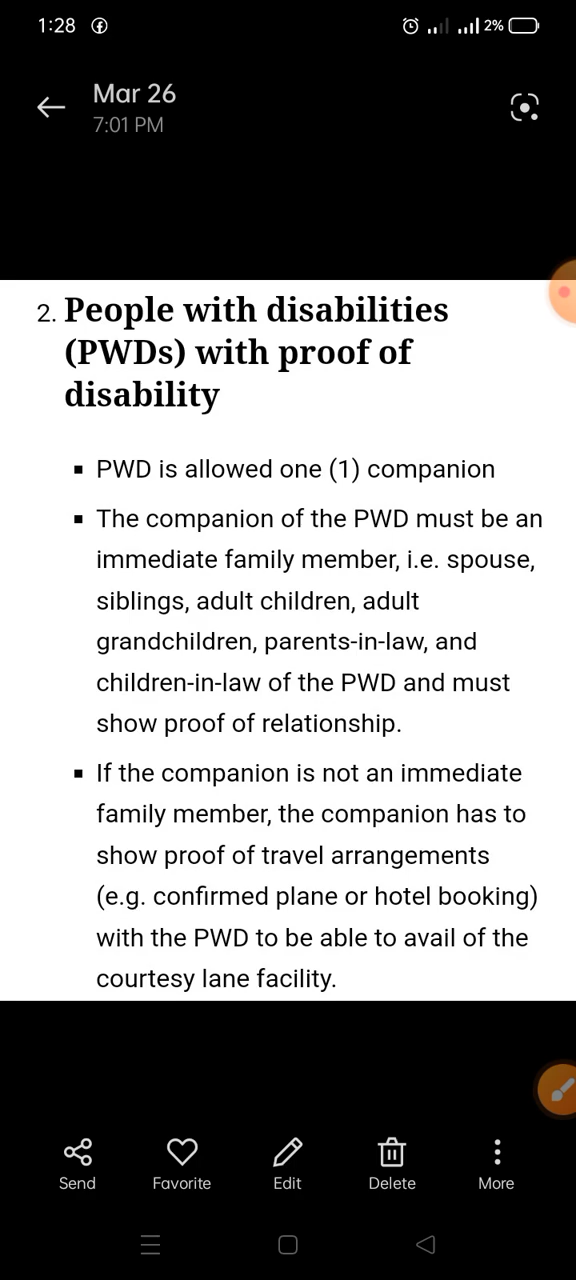 1:28
2%
Mar 26
7:01 PM
2. People with disabilities
(PWDs) with proof of
disability
▪ PWD is allowed one (1) companion
▪ The companion of the PWD must be an
immediate family member, i.e. spouse,
siblings, adult children, adult
grandchildren, parents-in-law, and
children-in-law of the PWD and must
show proof of relationship.
▪ If the companion is not an immediate
family member, the companion has to
show proof of travel arrangements
(e.g. confirmed plane or hotel booking)
with the PWD to be able to avail of the
courtesy lane facility.
Send Favorite Edit Delete More